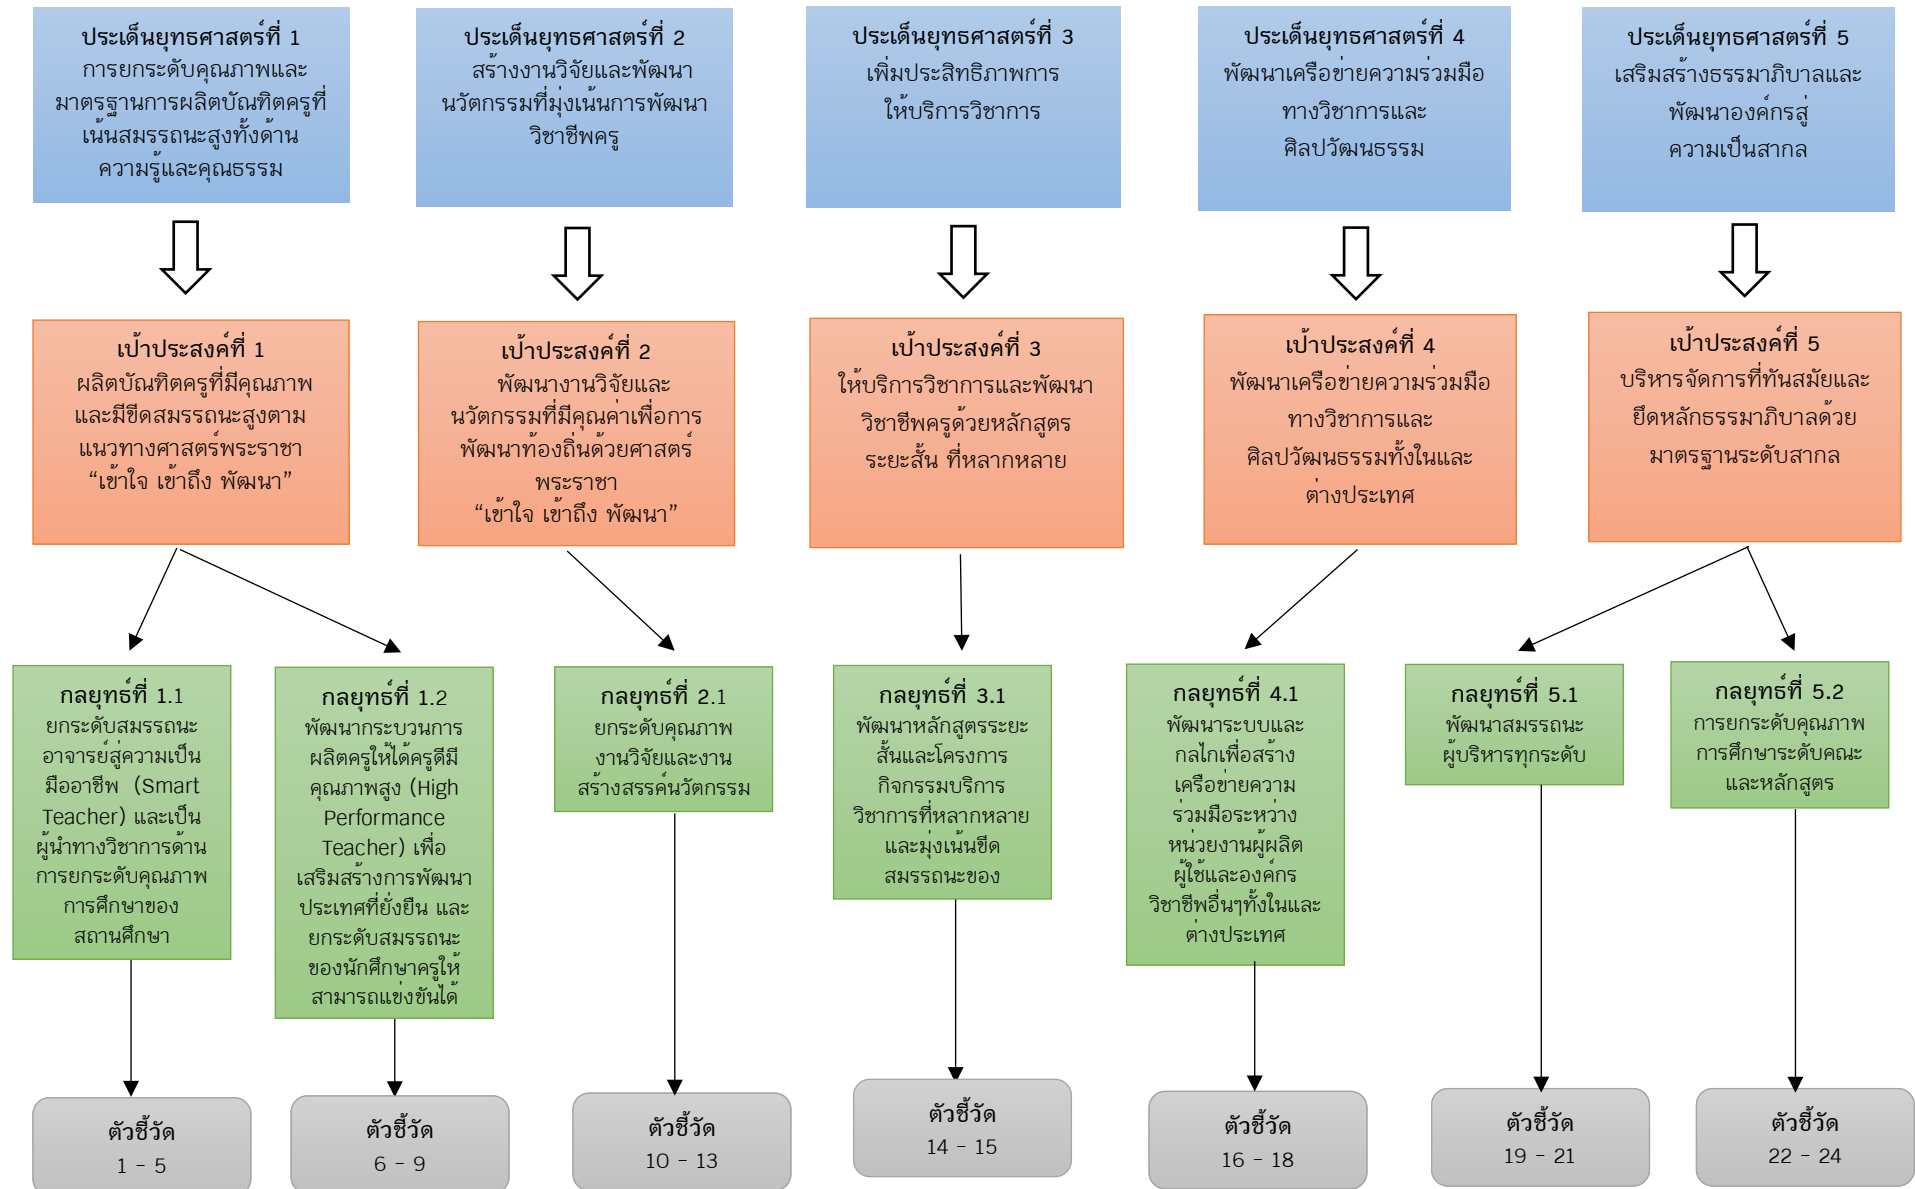 ประเด็นยุทธศาสตร์ที่ 1
การยกระดับคุณภาพและ
มาตรฐานการผลิตบัณฑิตครูที่
เน้นสมรรถนะสูงทั้งด้าน
ความรู้และคุณธรรม
ประเด็นยุทธศาสตร์ที่ 2
สร้างงานวิจัยและพัฒนา
นวัตกรรมที่มุ่งเน้นการพัฒนา
วิชาชีพครู
ประเด็นยุทธศาสตร์ที่ 3
เพิ่มประสิทธิภาพการ
ให้บริการวิชาการ
ประเด็นยุทธศาสตร์ที่ 4
พัฒนาเครือข่ายความร่วมมือ
ทางวิชาการและ
ศิลปวัฒนธรรม
ประเด็นยุทธศาสตร์ที่ 5
เสริมสร้างธรรมาภิบาลและ
พัฒนาองค์กรสู่
ความเป็นสากล
เป้าประสงค์ที่ 1
ผลิตบัณฑิตครูที่มีคุณภาพ
และมีขีดสมรรถนะสูงตาม
แนวทางศาสตร์พระราชา
“เข้าใจ เข้าถึง พัฒนา”
เป้าประสงค์ที่ 2
พัฒนางานวิจัยและ
นวัตกรรมที่มีคุณค่าเพื่อการ
พัฒนาท้องถิ่นด้วยศาสตร์
พระราชา
“เข้าใจ เข้าถึง พัฒนา”
เป้าประสงค์ที่ 3
ให้บริการวิชาการและพัฒนา
วิชาชีพครูด้วยหลักสูตร
ระยะสั้น ที่หลากหลาย
เป้าประสงค์ที่ 4
พัฒนาเครือข่ายความร่วมมือ
ทางวิชาการและ
ศิลปวัฒนธรรมทั้งในและ
ต่างประเทศ
เป้าประสงค์ที่ 5
บริหารจัดการที่ทันสมัยและ
ยึดหลักธรรมาภิบาลด้วย
มาตรฐานระดับสากล
กลยุทธ์ที่ 1.1
ยกระดับสมรรถนะ
อาจารย์สู่ความเป็น
มืออาชีพ (Smart
Teacher) และเป็น
ผู้นำทางวิชาการด้าน
การยกระดับคุณภาพ
การศึกษาของ
สถานศึกษา
กลยุทธ์ที่ 1.2
พัฒนากระบวนการ
ผลิตครูให้ได้ครูดีมี
คุณภาพสูง (High
Performance
Teacher) เพื่อ
เสริมสร้างการพัฒนา
ประเทศที่ยั่งยืน และ
ยกระดับสมรรถนะ
ของนักศึกษาครูให้
สามารถแข่งขันได้
กลยุทธ์ที่ 2.1
ยกระดับคุณภาพ
งานวิจัยและงาน
สร้างสรรค์นวัตกรรม
กลยุทธ์ที่ 3.1
พัฒนาหลักสูตรระยะ
สั้นและโครงการ
กิจกรรมบริการ
วิชาการที่หลากหลาย
และมุ่งเน้นขีด
สมรรถนะของ
กลยุทธ์ที่ 4.1
พัฒนาระบบและ
กลไกเพื่อสร้าง
เครือข่ายความ
ร่วมมือระหว่าง
หน่วยงานผู้ผลิต
ผู้ใช้และองค์กร
วิชาชีพอื่นๆทั้งในและ
ต่างประเทศ
กลยุทธ์ที่ 5.1
พัฒนาสมรรถนะ
ผู้บริหารทุกระดับ
กลยุทธ์ที่ 5.2
การยกระดับคุณภาพ
การศึกษาระดับคณะ
และหลักสูตร
ตัวชี้วัด
1 - 5
ตัวชี้วัด
6 - 9
ตัวชี้วัด
10 - 13
ตัวชี้วัด
14 - 15
ตัวชี้วัด
16 - 18
ตัวชี้วัด
19 - 21
ตัวชี้วัด
22 - 24